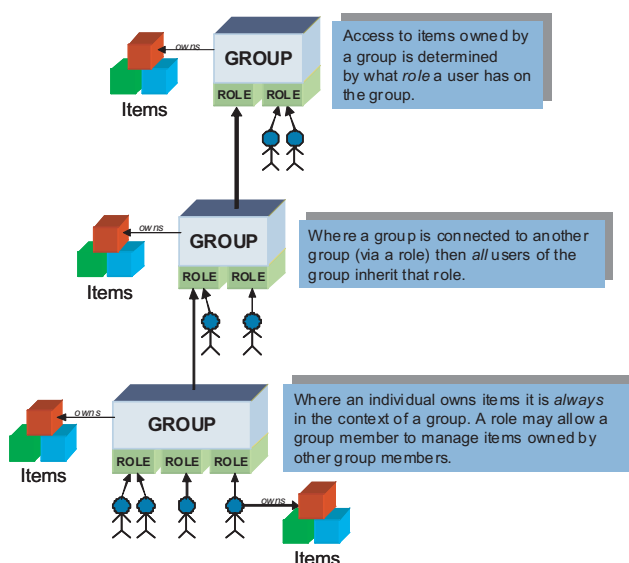 owns
GROUP
Access to items owned by
a group is determined
by what role a user has on
the group.
ROLE
ROLE
Items
owns
GROUP
Where a group is connected to another
group (via a role) then all users of the
group inherit that role.
ROLE
ROLE
Items
owns
GROUP
Where an individual owns items it is always
in the context of a group. A role may allow a
group member to manage items owned by
other group members.
ROLE
ROLE
ROLE
Items
owns
Items